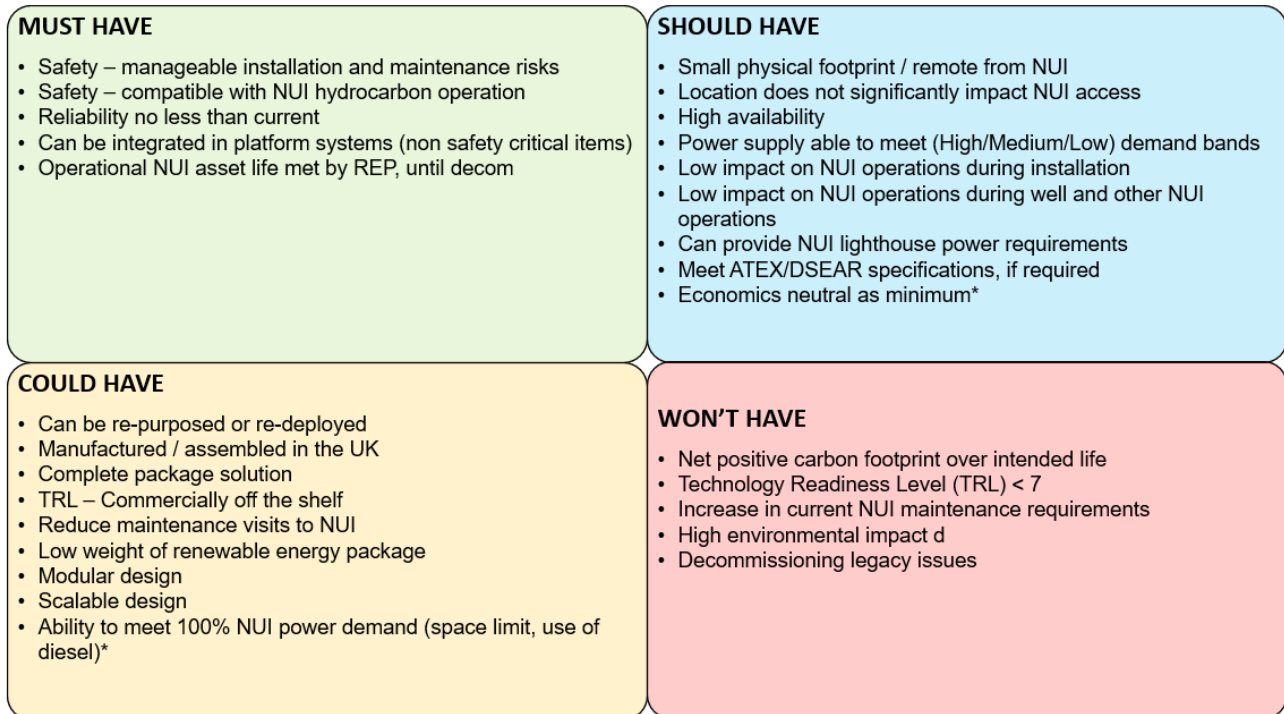 MUST HAVE
• Safety – manageable installation and maintenance risks
• Safety – compatible with NUI hydrocarbon operation
• Reliability no less than current
• Can be integrated in platform systems (non safety critical items)
• Operational NUI asset life met by REP, until decom
SHOULD HAVE
• Small physical footprint / remote from NUI
• Location does not significantly impact NUI access
• High availability
• Power supply able to meet (High/Medium/Low) demand bands
• Low impact on NUI operations during installation
• Low impact on NUI operations during well and other NUI
operations
• Can provide NUI lighthouse power requirements
• Meet ATEX/DSEAR specifications, if required
• Economics neutral as minimum*
COULD HAVE
• Can be re-purposed or re-deployed
• Manufactured / assembled in the UK
• Complete package solution
• TRL – Commercially off the shelf
• Reduce maintenance visits to NUI
• Low weight of renewable energy package
• Modular design
• Scalable design
• Ability to meet 100% NUI power demand (space limit, use of
diesel)*
WON'T HAVE
• Net positive carbon footprint over intended life
• Technology Readiness Level (TRL) < 7
• Increase in current NUI maintenance requirements
• High environmental impact d
• Decommissioning legacy issues